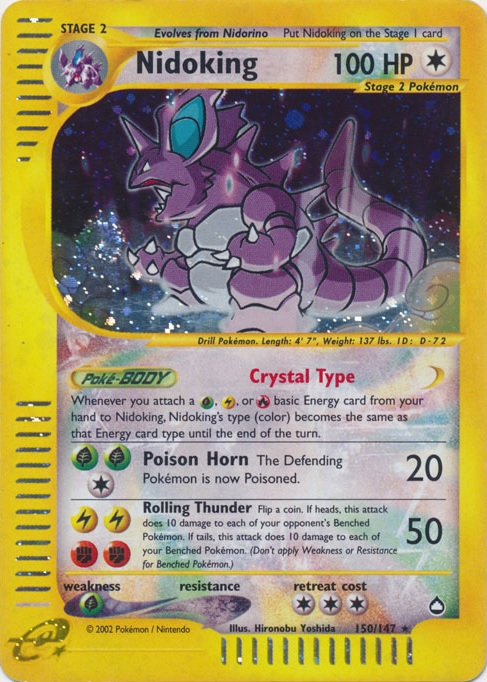 STAGE 2
Evolves from Nidorino Put Nidoking on the Stage 1 card
Nidoking 100 HP
Stage 2 Pokémon
Drill Pokémon. Length: 4' 7", Weight: 137 lbs. ID: D-72
Poké-BODY Crystal Type
Whenever you attach a , , or basic Energy card from your
hand to Nidoking, Nidoking's type (color) becomes the same as
that Energy card type until the end of the turn.
Poison Horn The Defending
Pokémon is now Poisoned.
20
Rolling Thunder Flip a coin. If heads, this attack
does 10 damage to each of your opponent's Benched
Pokémon. If tails, this attack does 10 damage to each of
your Benched Pokémon. (Don't apply Weakness or Resistance
for Benched Pokémon.)
50
weakness resistance retreat cost
© 2002 Pokémon / Nintendo Illus. Hironobu Yoshida 150/147 ★
e